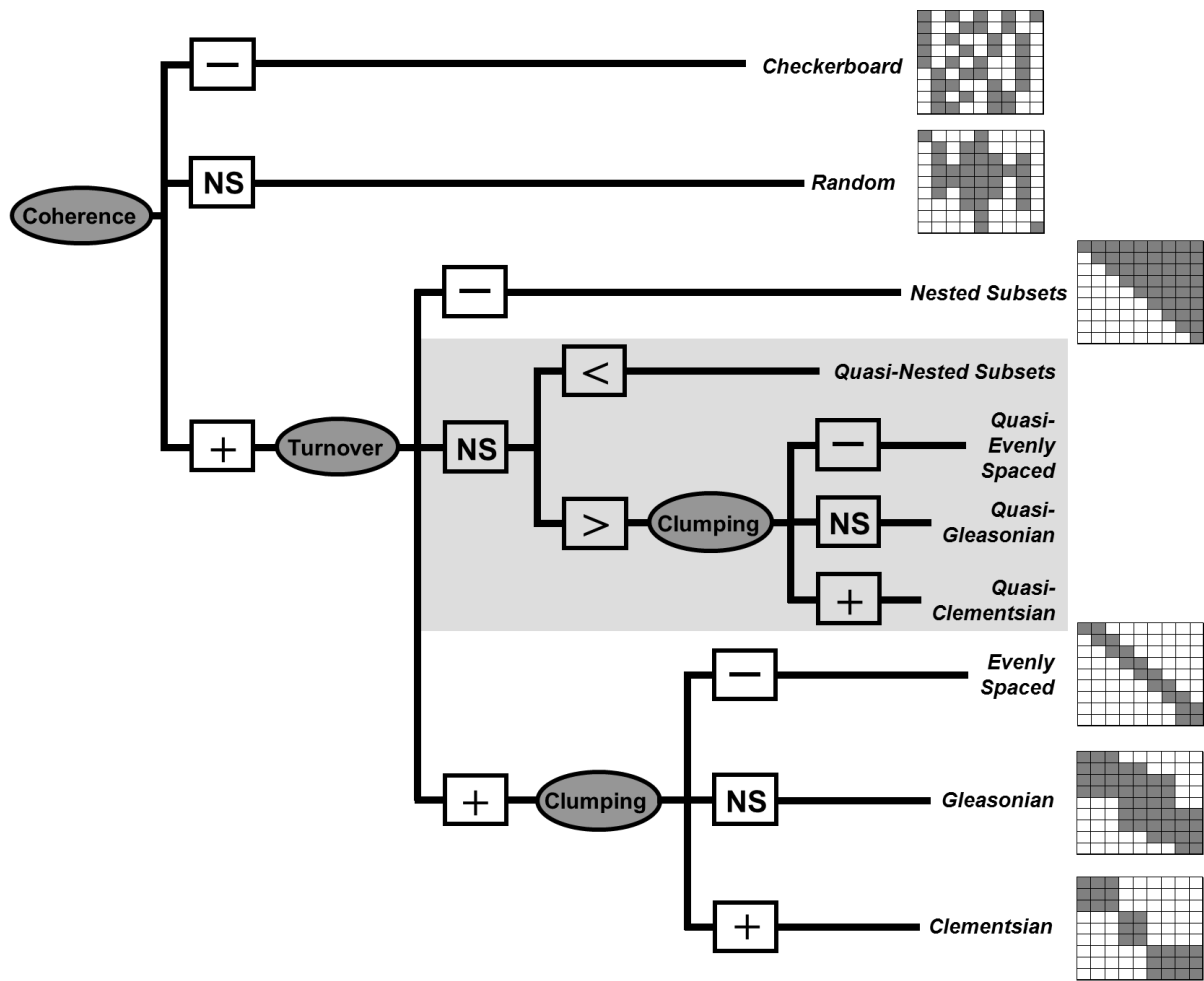 —
Checkerboard
NS
Random
Coherence
—
Nested Subsets
<
Quasi-Nested Subsets
+
Turnover
NS
—
Quasi-
Evenly
Spaced
>
Clumping
NS
Quasi-
Gleasonian
+
Quasi-
Clementsian
—
Evenly
Spaced
+
Clumping
NS
Gleasonian
+
Clementsian